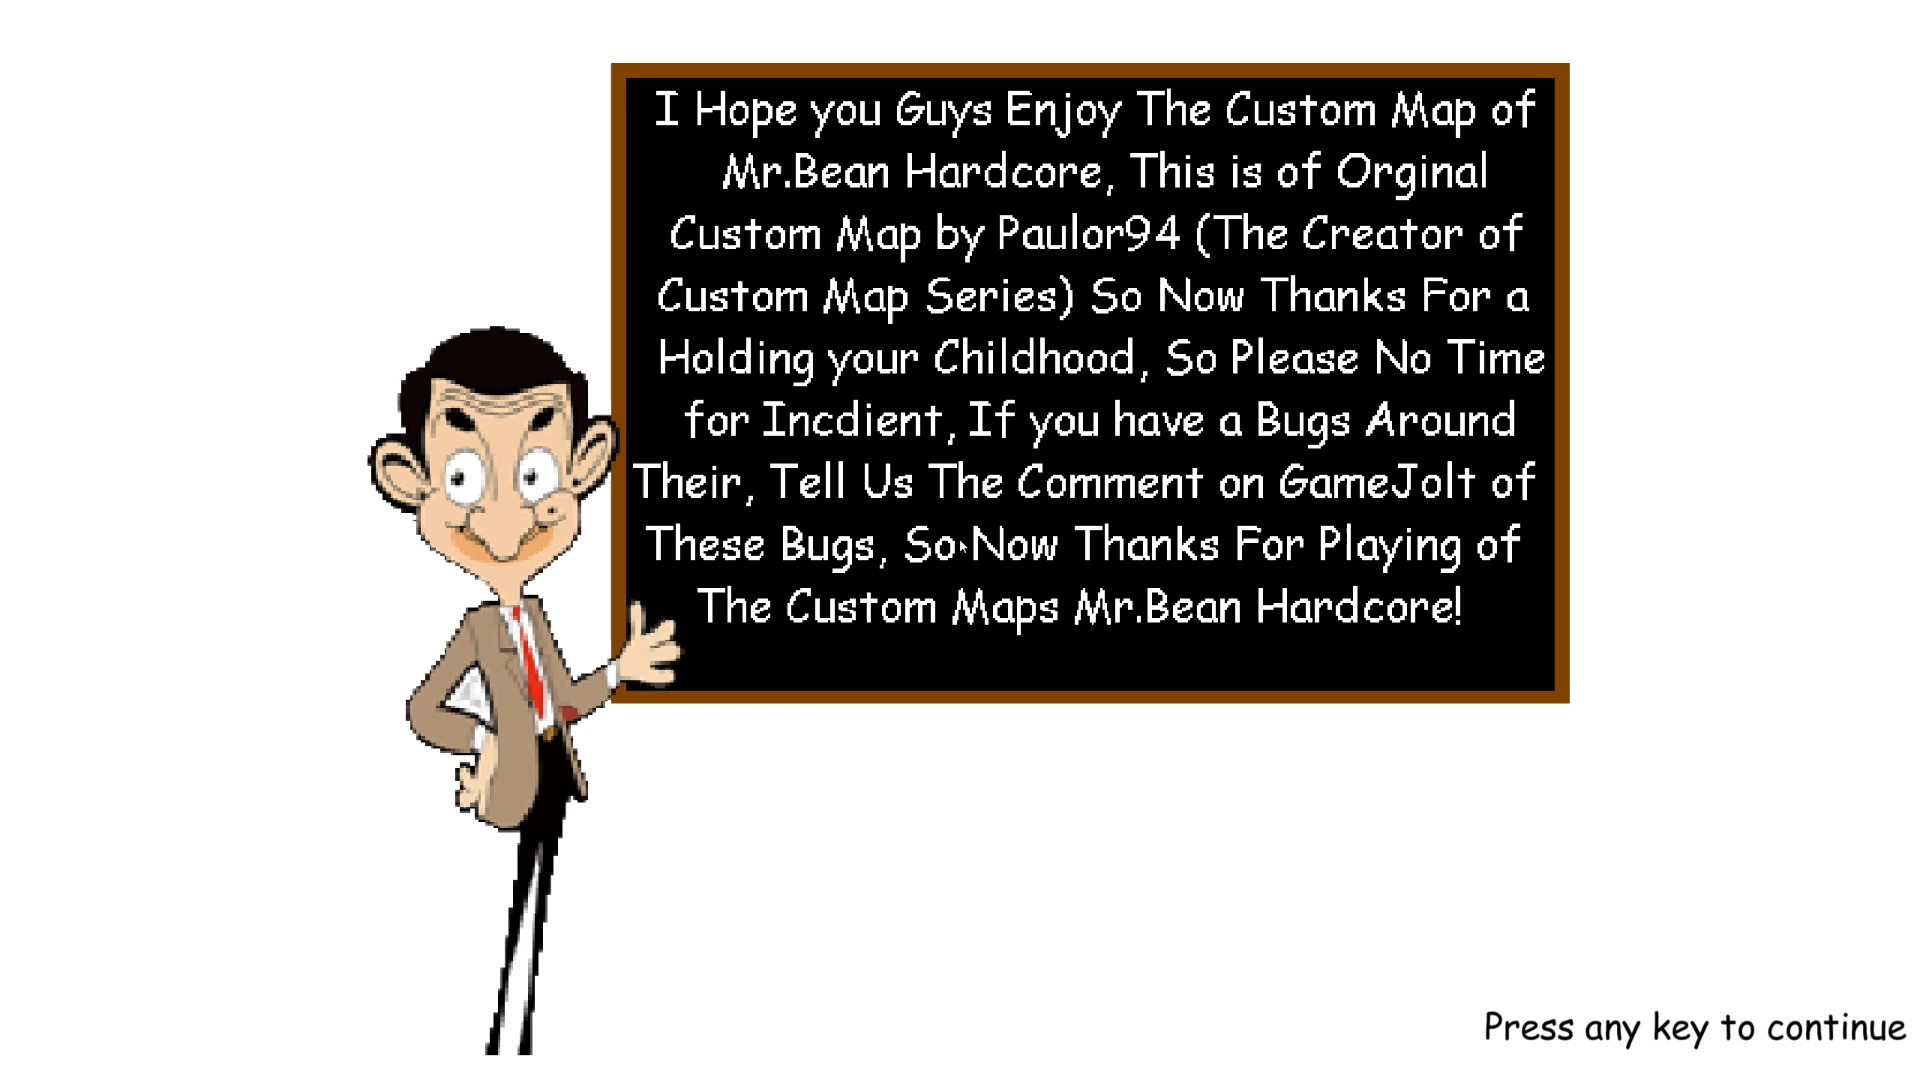 I Hope you Guys Enjoy The Custom Map of
Mr.Bean Hardcore, This is of Orginal
Custom Map by Paulor94 (The Creator of
Custom Map Series) So Now Thanks For a
Holding your Childhood, So Please No Time
for Incdient, If you have a Bugs Around
Their, Tell Us The Comment on GameJolt of
These Bugs, So Now Thanks For Playing of
The Custom Maps Mr.Bean Hardcore!
Press any key to continue